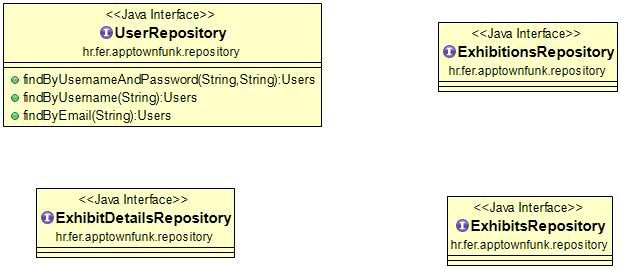 <<Java Interface>>
UserRepository
hr.fer.apptownfunk.repository
findByUsernameAndPassword(String,String):Users
findByUsername(String):Users
findByEmail(String):Users
<<Java Interface>>
ExhibitionsRepository
hr.fer.apptownfunk.repository
<<Java Interface>>
ExhibitDetailsRepository
hr.fer.apptownfunk.repository
<<Java Interface>>
ExhibitsRepository
hr.fer.apptownfunk.repository